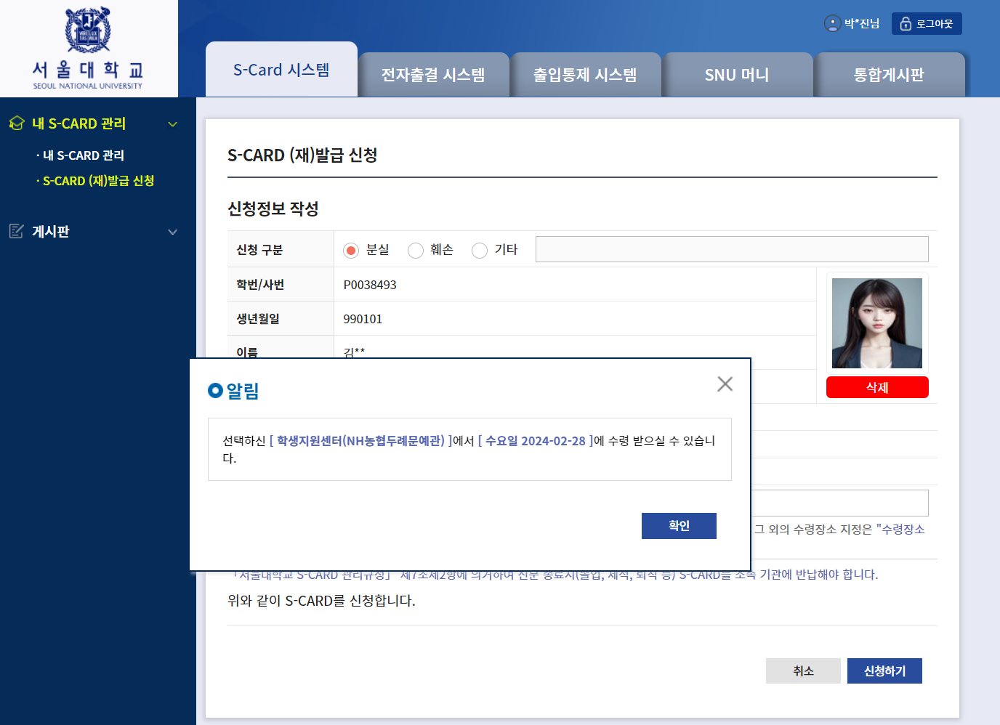 서울대학교
SEOUL NATIONAL UNIVERSITY
박*진님
로그아웃
S-Card 시스템
전자출결 시스템
출입통제 시스템
SNU 머니
통합게시판
내 S-CARD 관리
· 내 S-CARD 관리
· S-CARD (재)발급 신청
게시판
S-CARD (재)발급 신청
신청정보 작성
신청 구분
분실
훼손
기타
학번/사번
P0038493
생년월일
990101
이름
김**
삭제
알림
선택하신 [ 학생지원센터(NH농협두레문예관) ]에서 [ 수요일 2024-02-28 ]에 수령 받으실 수 있습니
다.
확인
그 외의 수령장소 지정은 "수령장소
「서울대학교 S-CARD 관리규정」 제7조제2항에 의거하여 신분 종료시(졸업, 제적, 퇴직 등) S-CARD를 소속 기관에 반납해야 합니다.
위와 같이 S-CARD를 신청합니다.
취소
신청하기